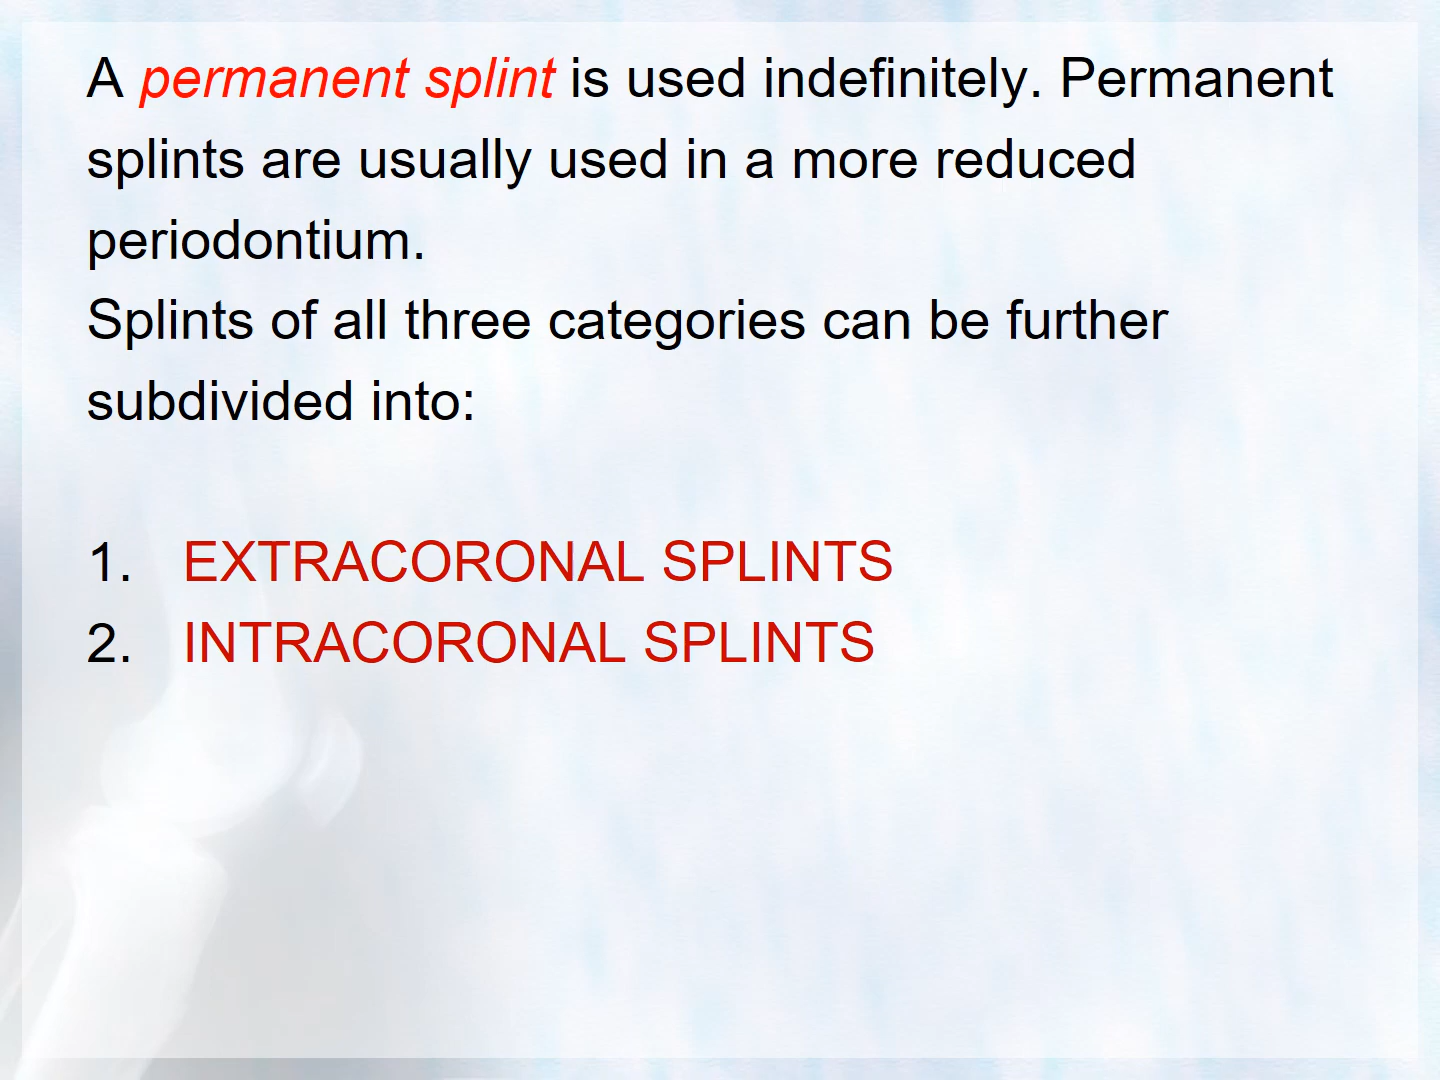 A permanent splint is used indefinitely. Permanent
splints are usually used in a more reduced
periodontium.
Splints of all three categories can be further
subdivided into:
1. EXTRACORONAL SPLINTS
2. INTRACORONAL SPLINTS